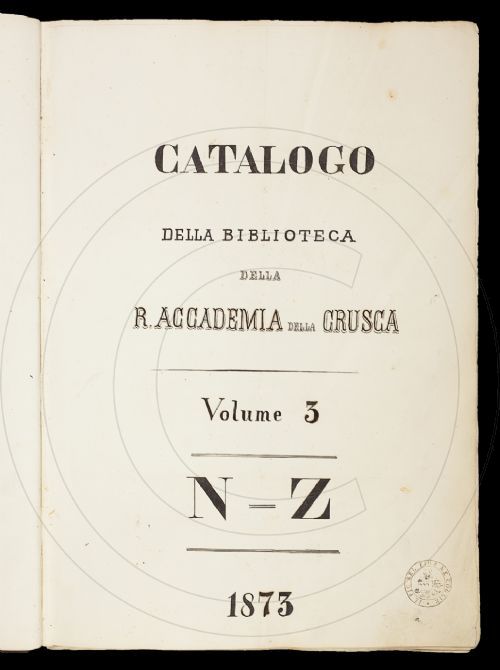 CATALOGO
DELLA BIBLIOTECA
DELLA
R. ACCADEMIA DELLA CRUSCA
Volume 3
N = Z
1873